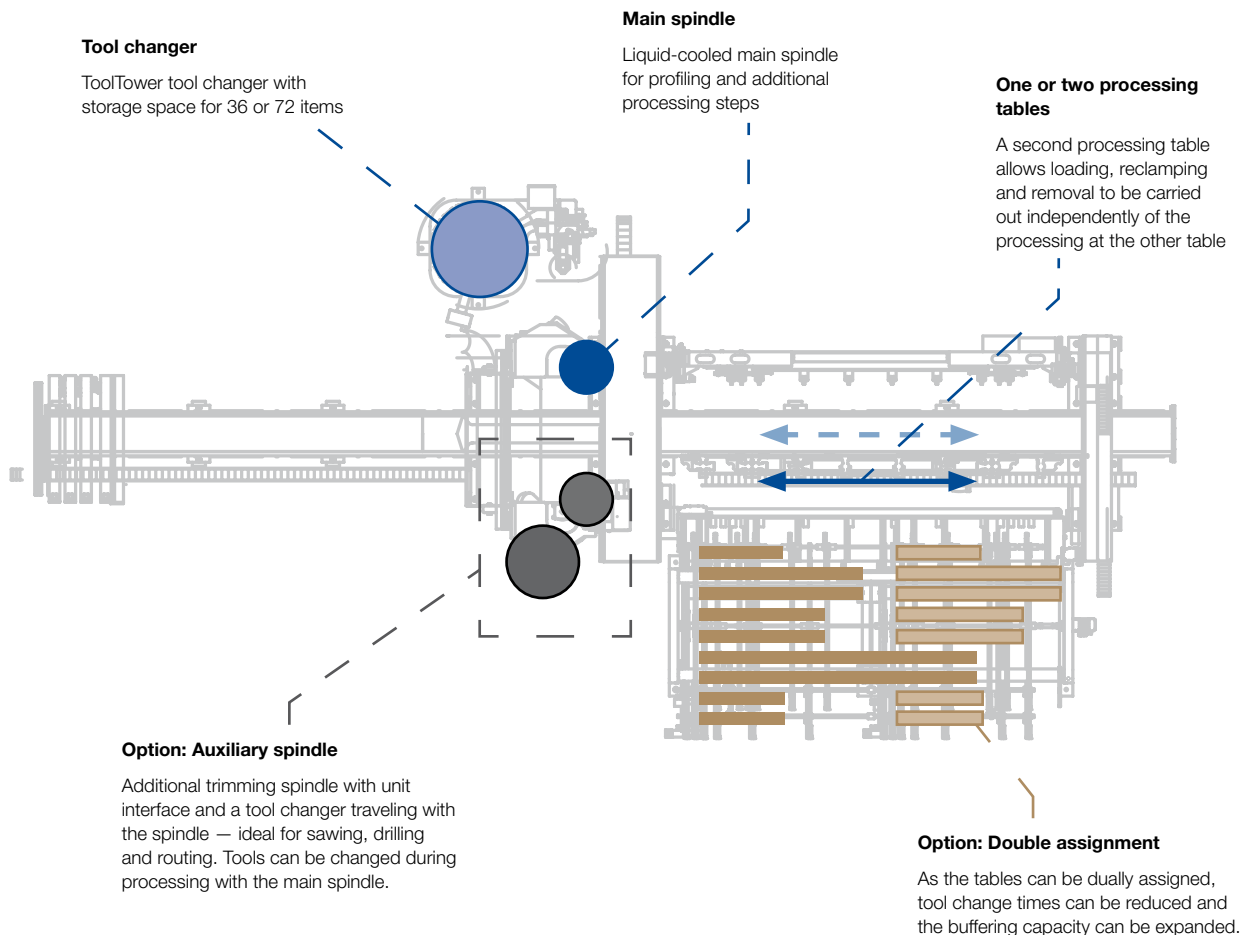 Tool changer
ToolTower tool changer with
storage space for 36 or 72 items
Main spindle
Liquid-cooled main spindle
for profiling and additional
processing steps
One or two processing
tables
A second processing table
allows loading, reclamping
and removal to be carried
out independently of the
processing at the other table
Option: Auxiliary spindle
Additional trimming spindle with unit
interface and a tool changer traveling with
the spindle — ideal for sawing, drilling
and routing. Tools can be changed during
processing with the main spindle.
Option: Double assignment
As the tables can be dually assigned,
tool change times can be reduced and
the buffering capacity can be expanded.